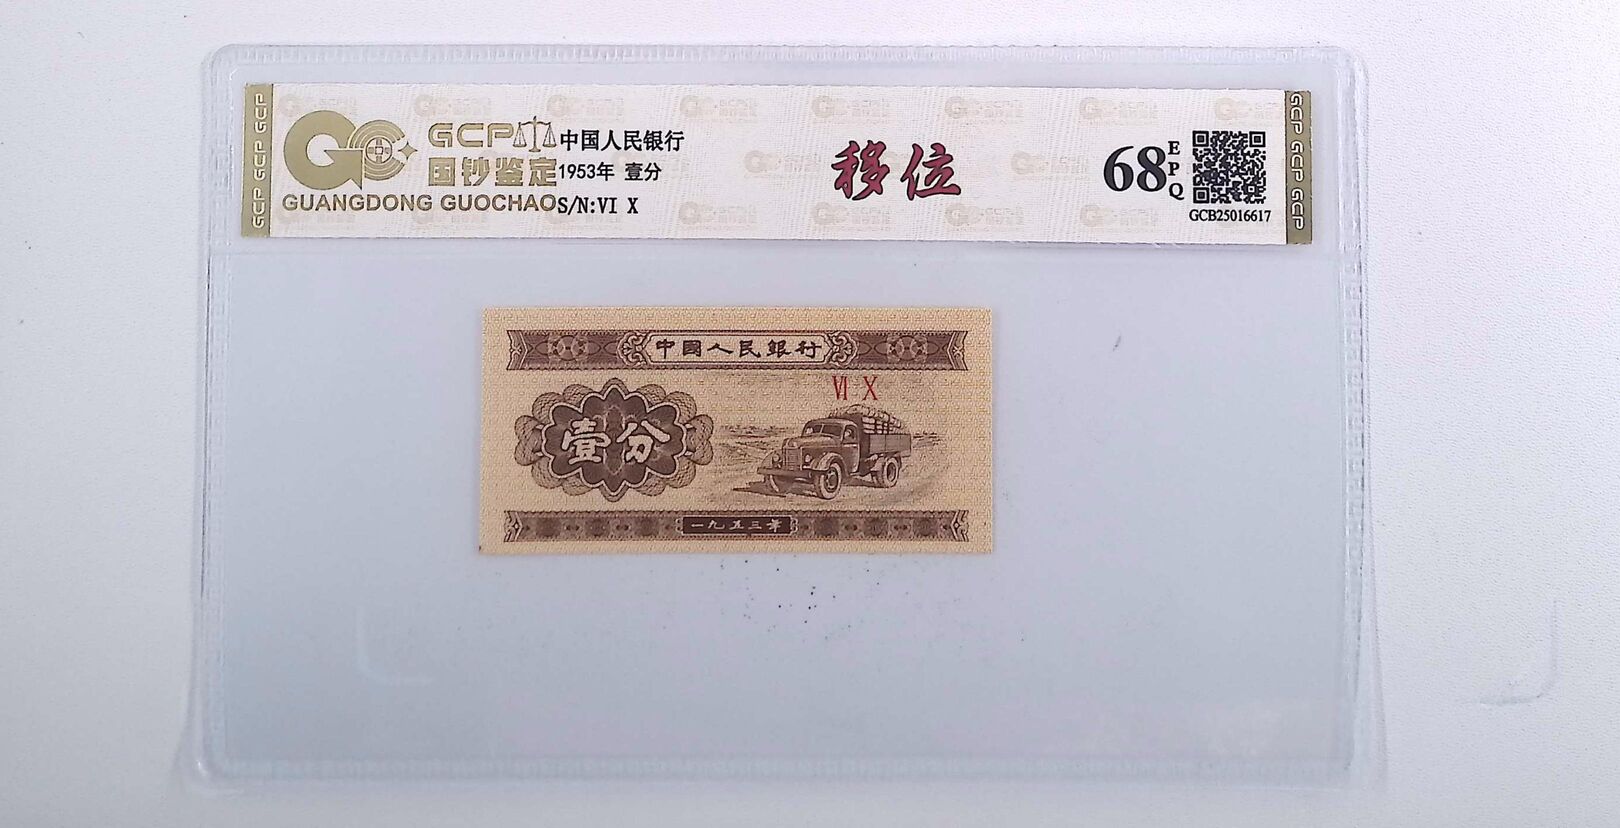 GCP
国钞鉴定
GUANGDONG GUOCHAO
中国人民银行
1953年 壹分
S/N:VI X
移位
68
EPQ
GCB25016617
GCP GCP GCP
GCP GCP GCP
中國人民銀行
VI X
壹分
一九五三年